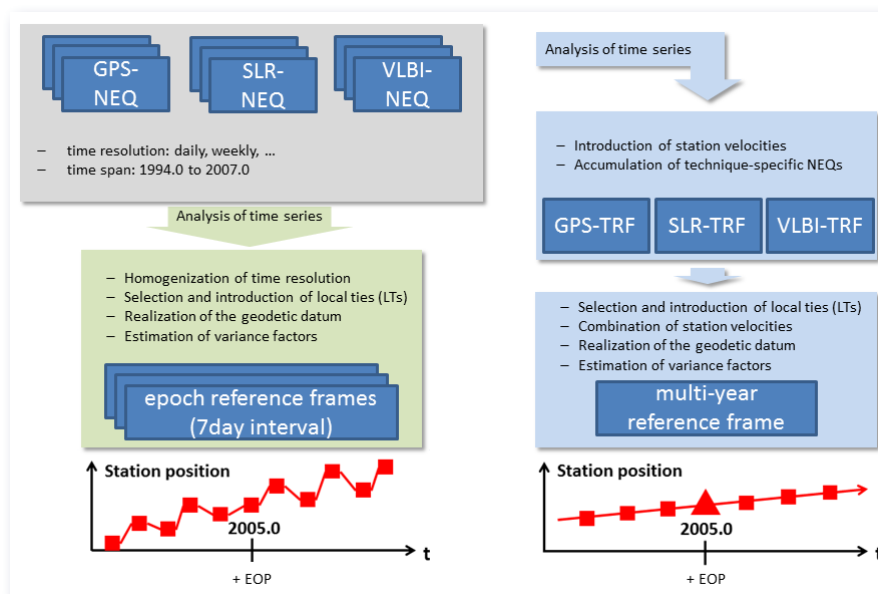 GPS-
NEQ
SLR-
NEQ
VLBI-
NEQ
– time resolution: daily, weekly, ...
– time span: 1994.0 to 2007.0
Analysis of time series
– Homogenization of time resolution
– Selection and introduction of local ties (LTs)
– Realization of the geodetic datum
– Estimation of variance factors
epoch reference frames
(7day interval)
Station position
2005.0
t
+ EOP
Analysis of time series
– Introduction of station velocities
– Accumulation of technique-specific NEQs
GPS-TRF
SLR-TRF
VLBI-TRF
– Selection and introduction of local ties (LTs)
– Combination of station velocities
– Realization of the geodetic datum
– Estimation of variance factors
multi-year
reference frame
Station position
2005.0
t
+ EOP